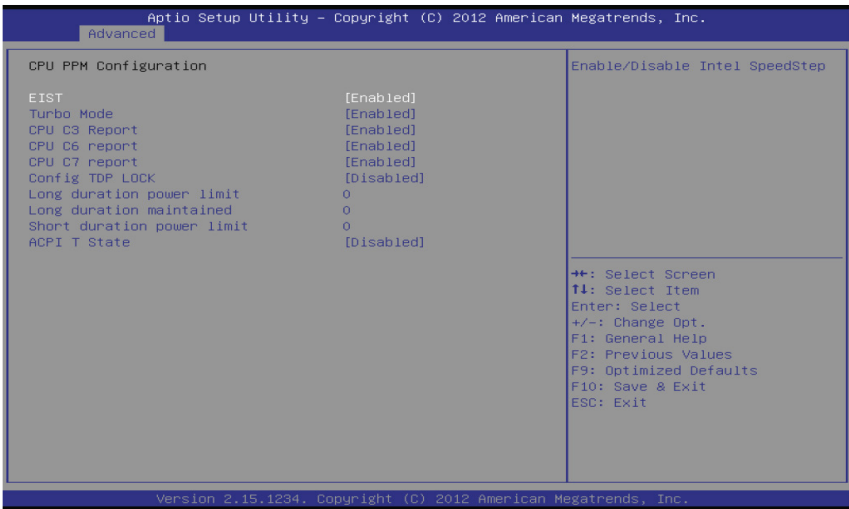 Aptio Setup Utility – Copyright (C) 2012 American Megatrends, Inc.
Advanced
CPU PPM Configuration
EIST [Enabled]
Turbo Mode [Enabled]
CPU C3 Report [Enabled]
CPU C6 report [Enabled]
CPU C7 report [Enabled]
Config TDP LOCK [Disabled]
Long duration power limit 0
Long duration maintained 0
Short duration power limit 0
ACPI T State [Disabled]
Enable/Disable Intel SpeedStep
→←: Select Screen
↑↓: Select Item
Enter: Select
+/-: Change Opt.
F1: General Help
F2: Previous Values
F9: Optimized Defaults
F10: Save & Exit
ESC: Exit
Version 2.15.1234. Copyright (C) 2012 American Megatrends, Inc.